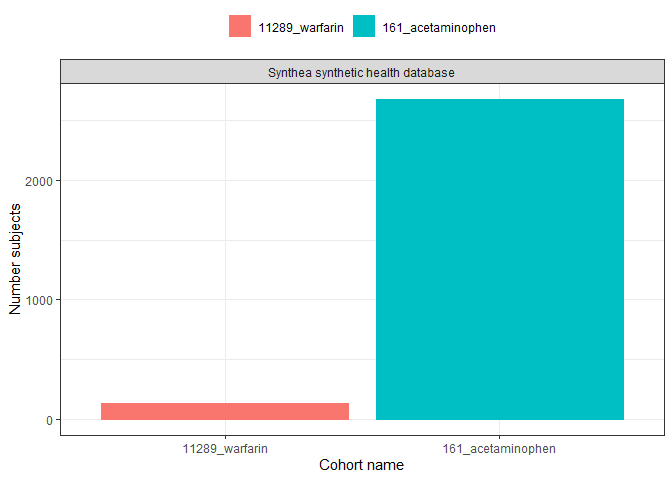 11289_warfarin 161_acetaminophen
Synthea synthetic health database
Number subjects
2000
1000
0
11289_warfarin 161_acetaminophen
Cohort name